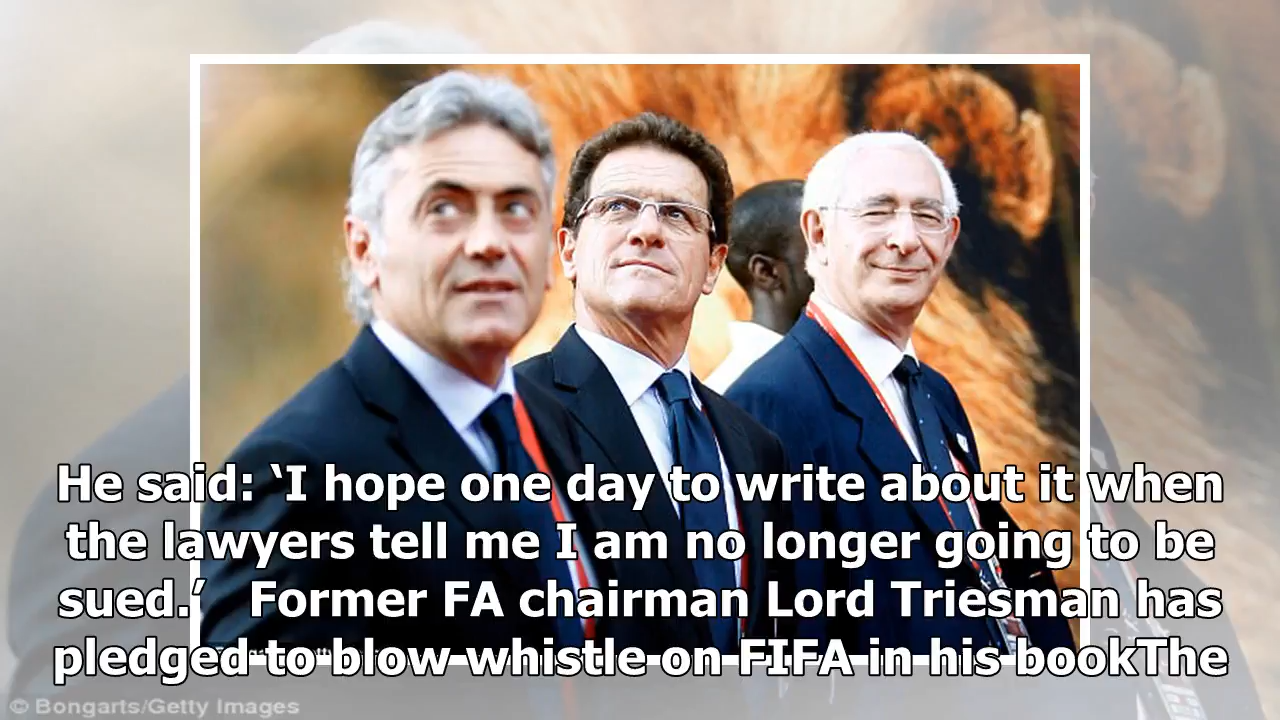 He said: ‘I hope one day to write about it when
the lawyers tell me I am no longer going to be
sued.’ Former FA chairman Lord Triesman has
pledged to blow whistle on FIFA in his bookThe
© Bongarts/Getty Images